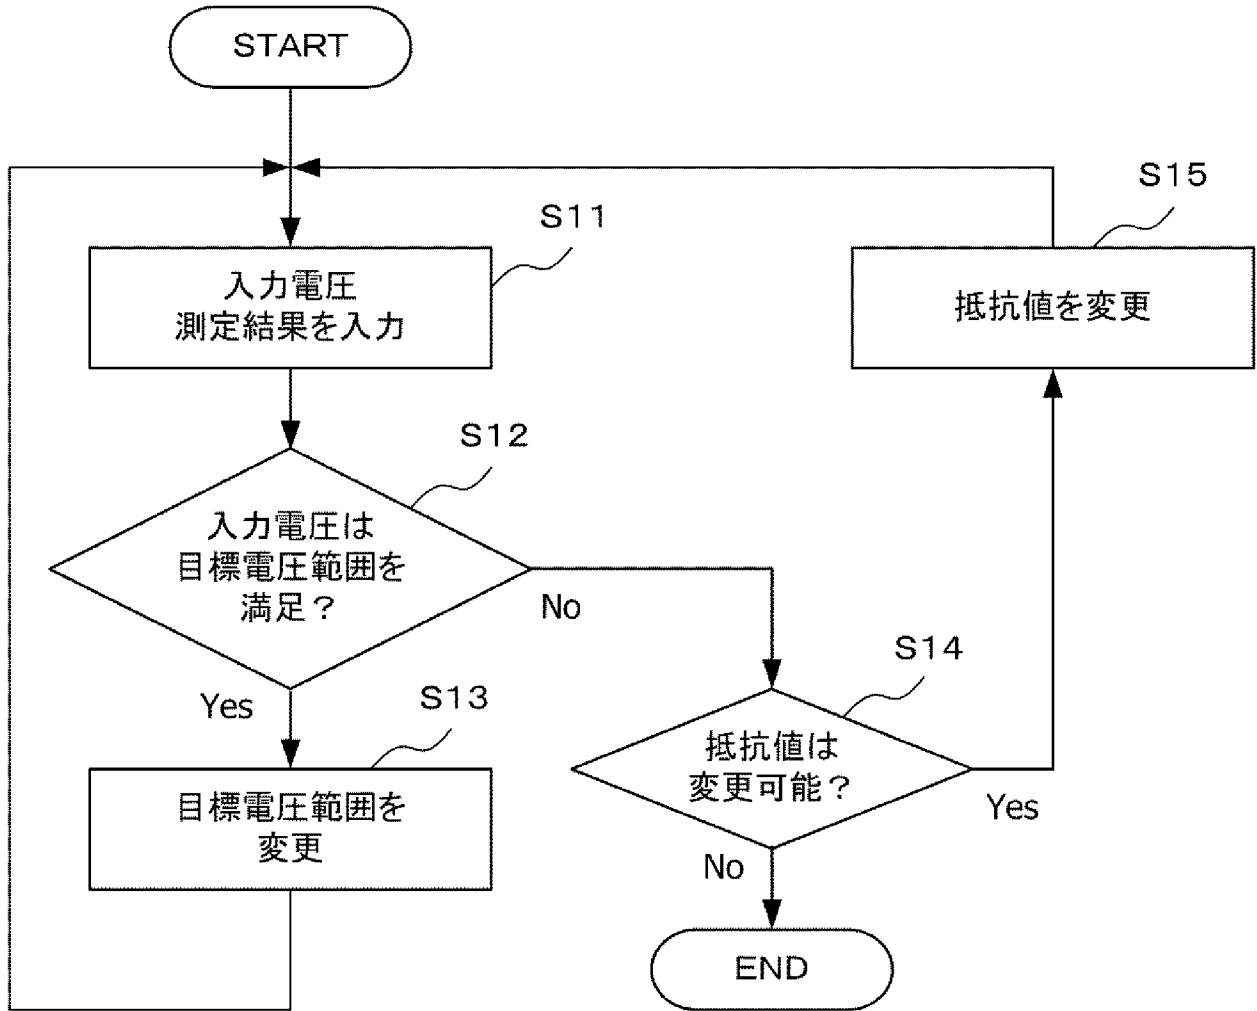 START
S11
入力電圧
測定結果を入力
S12
入力電圧は
目標電圧範囲を
満足？
No
Yes
S13
目標電圧範囲を
変更
S14
抵抗値は
変更可能？
Yes
No
S15
抵抗値を変更
END